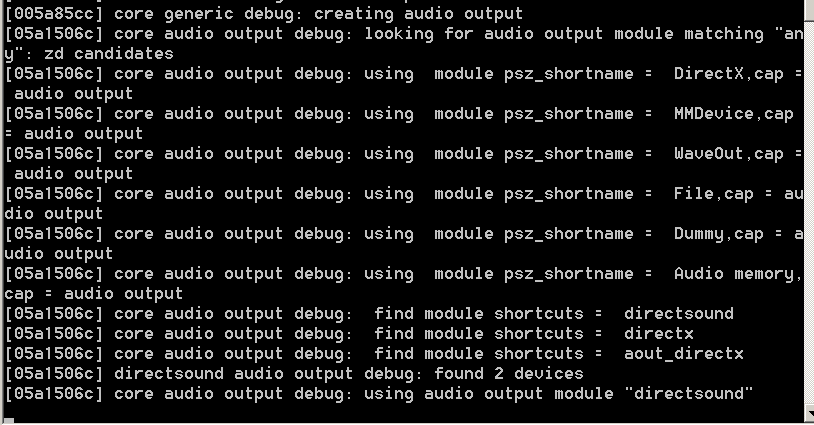 [005a85cc] core generic debug: creating audio output
[05a1506c] core audio output debug: looking for audio output module matching "an
y": zd candidates
[05a1506c] core audio output debug: using  module psz_shortname =  DirectX,cap =
 audio output
[05a1506c] core audio output debug: using  module psz_shortname =  MMDevice,cap
= audio output
[05a1506c] core audio output debug: using  module psz_shortname =  WaveOut,cap =
 audio output
[05a1506c] core audio output debug: using  module psz_shortname =  File,cap = au
dio output
[05a1506c] core audio output debug: using  module psz_shortname =  Dummy,cap = a
udio output
[05a1506c] core audio output debug: using  module psz_shortname =  Audio memory,
cap = audio output
[05a1506c] core audio output debug:  find module shortcuts =  directsound
[05a1506c] core audio output debug:  find module shortcuts =  directx
[05a1506c] core audio output debug:  find module shortcuts =  aout_directx
[05a1506c] directsound audio output debug: found 2 devices
[05a1506c] core audio output debug: using audio output module "directsound"